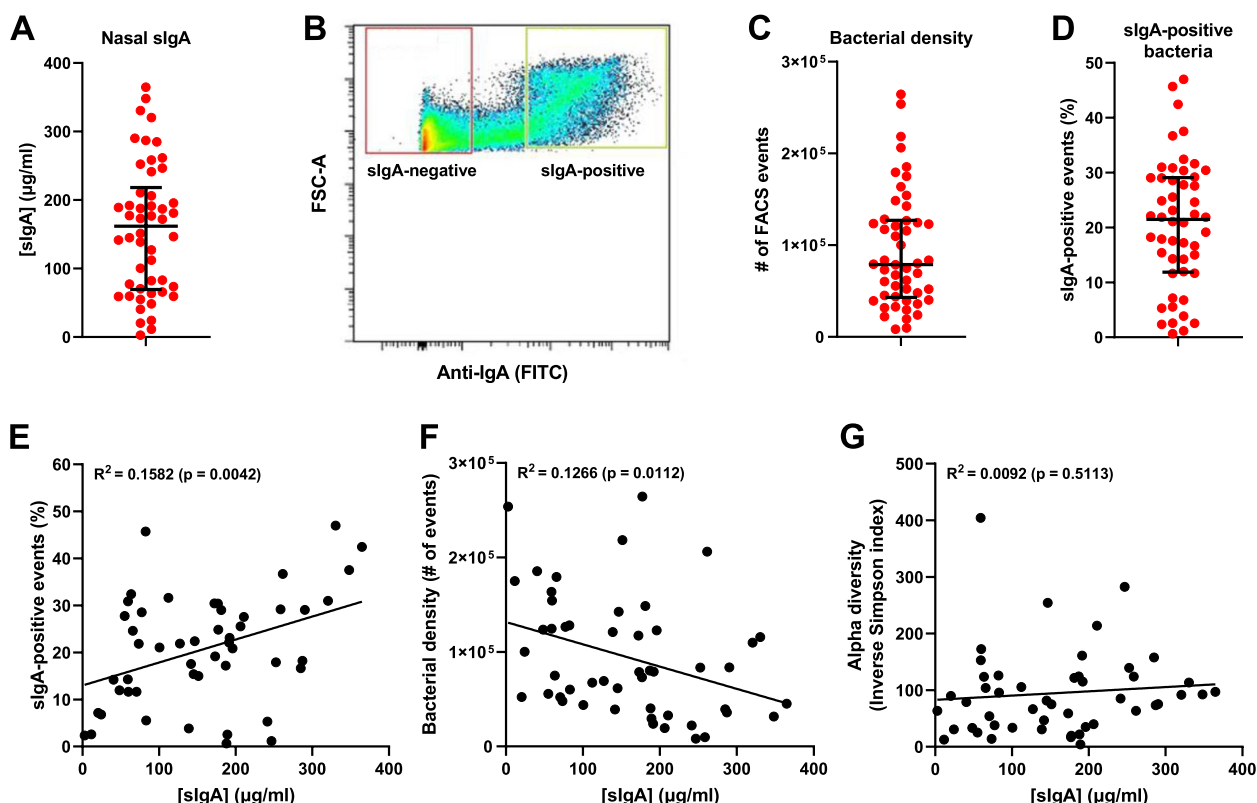 A
Nasal sIgA
[sIgA] (µg/ml)
400
300
200
100
0
B
FSC-A
sIgA-negative
sIgA-positive
Anti-IgA (FITC)
C
Bacterial density
# of FACS events
3×10⁵
2×10⁵
1×10⁵
0
D
sIgA-positive
bacteria
sIgA-positive events (%)
50
40
30
20
10
0
E
R² = 0.1582 (p = 0.0042)
sIgA-positive events (%)
60
50
40
30
20
10
0
0 100 200 300 400
[sIgA] (µg/ml)
F
R² = 0.1266 (p = 0.0112)
Bacterial density (# of events)
3×10⁵
2×10⁵
1×10⁵
0
0 100 200 300 400
[sIgA] (µg/ml)
G
R² = 0.0092 (p = 0.5113)
Alpha diversity
(Inverse Simpson index)
500
400
300
200
100
0
0 100 200 300 400
[sIgA] (µg/ml)